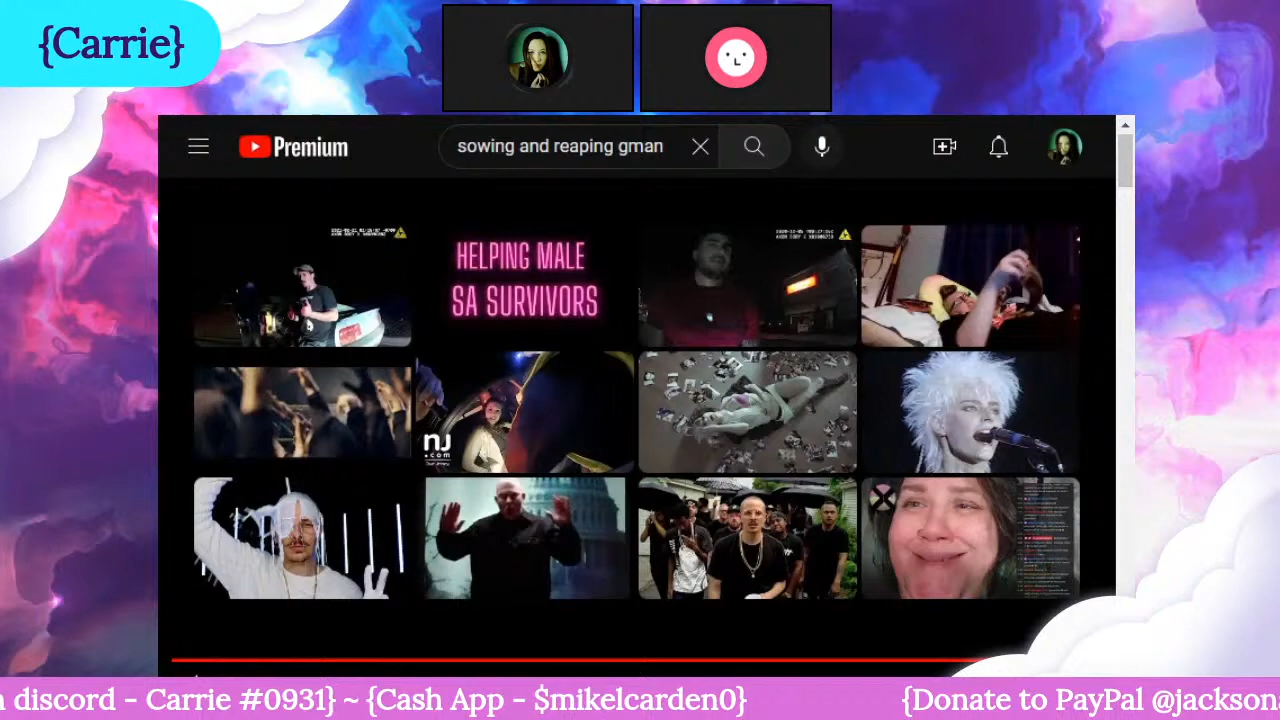 {Carrie}
Premium
sowing and reaping gman
HELPING MALE
SA SURVIVORS
nj
.com
n discord - Carrie #0931} ~ {Cash App - $mikelcarden0}
{Donate to PayPal @jackson